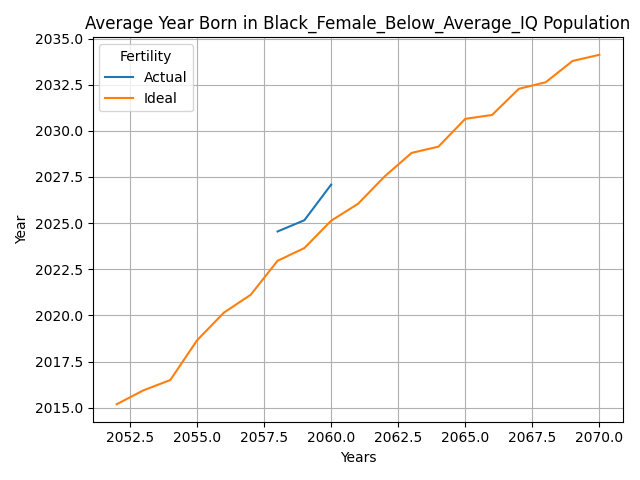 Average Year Born in Black_Female_Below_Average_IQ Population
Fertility
Actual
Ideal
2035.0
2032.5
2030.0
2027.5
2025.0
2022.5
2020.0
2017.5
2015.0
Year
2052.5 2055.0 2057.5 2060.0 2062.5 2065.0 2067.5 2070.0
Years